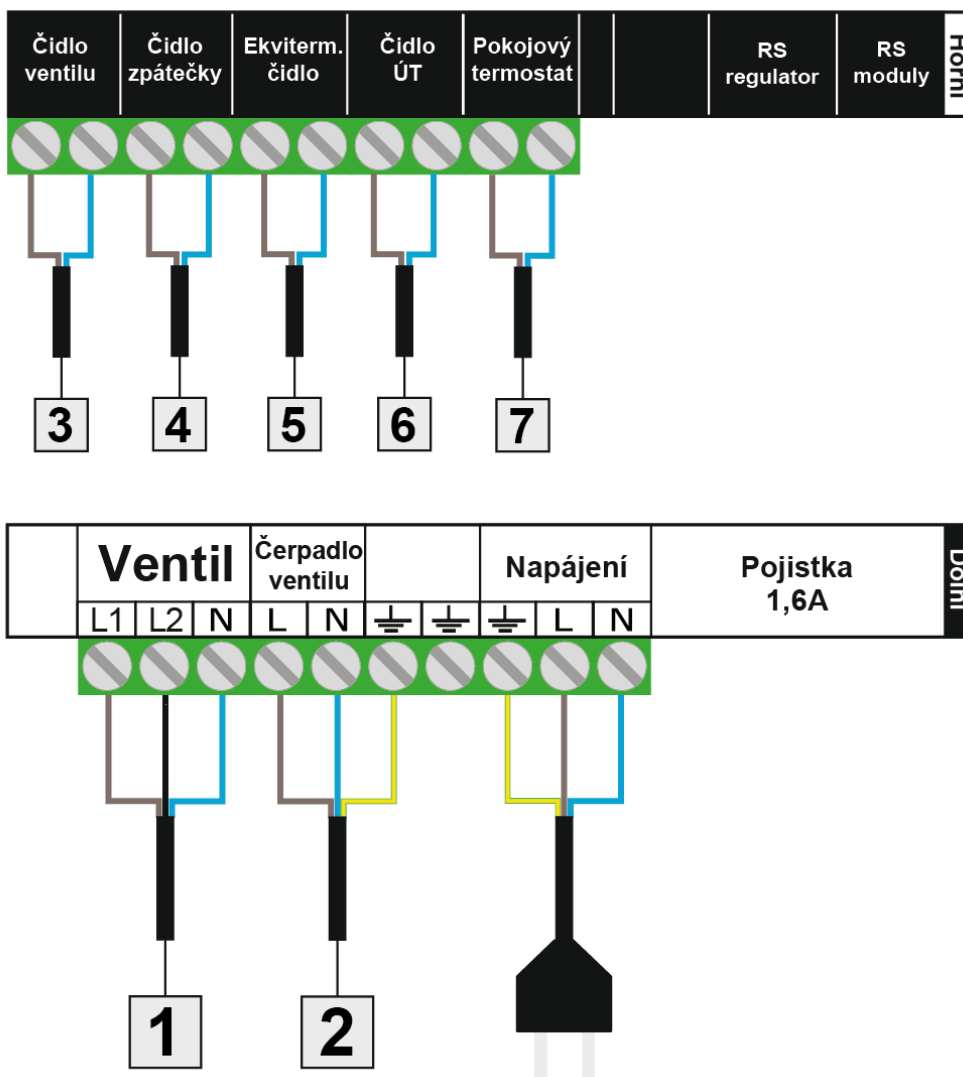 Čidlo
ventilu
Čidlo
zpátečky
Ekviterm.
čidlo
Čidlo
ÚT
Pokojový
termostat
RS
regulator
RS
moduly
Horní
3
4
5
6
7
Ventil
Čerpadlo
ventilu
Napájení
Pojistka
1,6A
Dolní
L1 L2 N L N L N
1
2